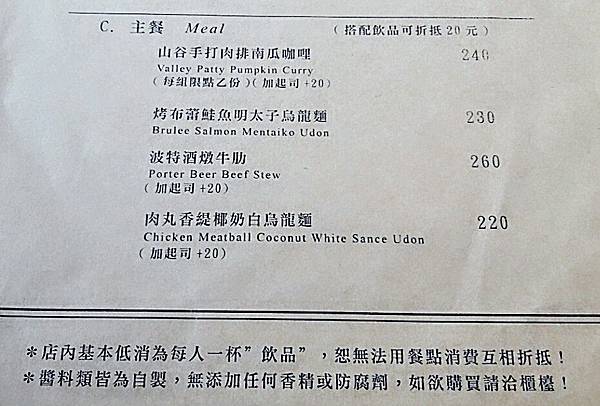 C. 主餐 Meal （搭配飲品可折抵20元）
山谷手打肉排南瓜咖哩 240
Valley Patty Pumpkin Curry
（每組限點乙份）（加起司+20）
烤布蕾鮭魚明太子烏龍麵 230
Brulee Salmon Mentaiko Udon
波特酒燉牛肋 260
Porter Beer Beef Stew
（加起司+20）
肉丸香緹椰奶白烏龍麵 220
Chicken Meatball Coconut White Sance Udon
（加起司+20）
＊店內基本低消為每人一杯”飲品”，恕無法用餐點消費互相折抵！
＊醬料類皆為自製，無添加任何香精或防腐劑，如欲購買請洽櫃檯！